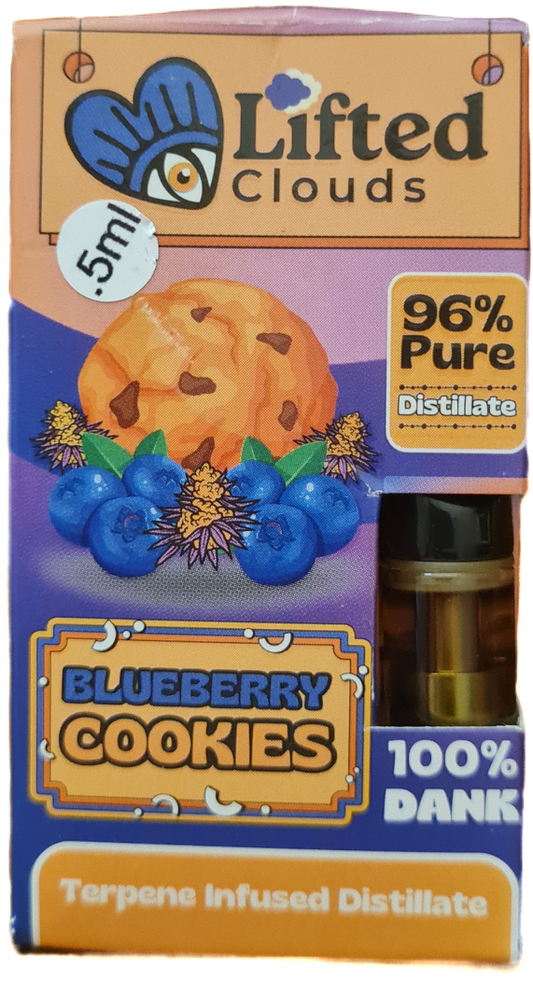 Lifted
Clouds
.5ml
96%
Pure
Distillate
BLUEBERRY
COOKIES
100%
DANK
Terpene Infused Distillate